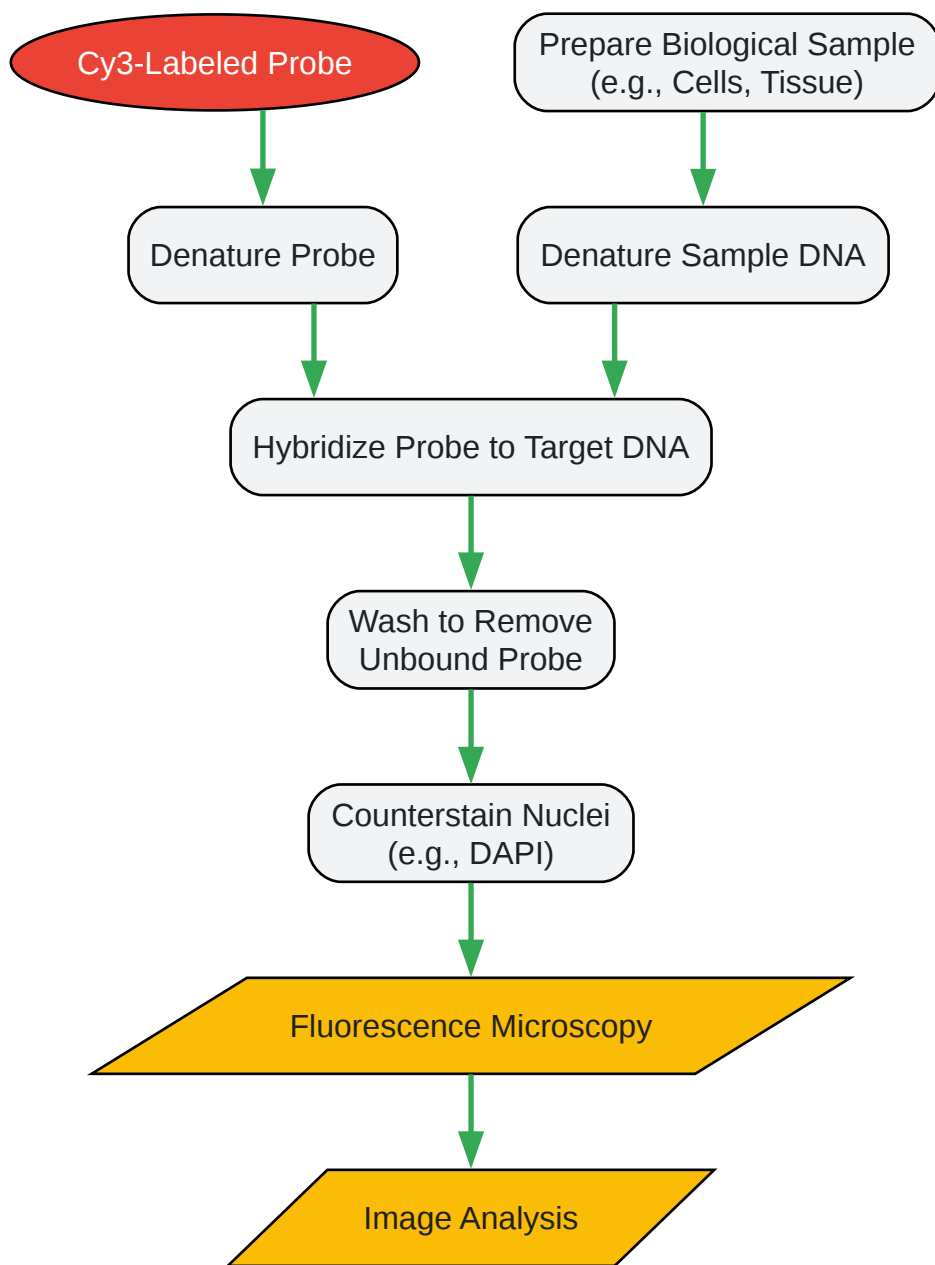 Cy3-Labeled Probe
Prepare Biological Sample
(e.g., Cells, Tissue)
Denature Probe
Denature Sample DNA
Hybridize Probe to Target DNA
Wash to Remove
Unbound Probe
Counterstain Nuclei
(e.g., DAPI)
Fluorescence Microscopy
Image Analysis